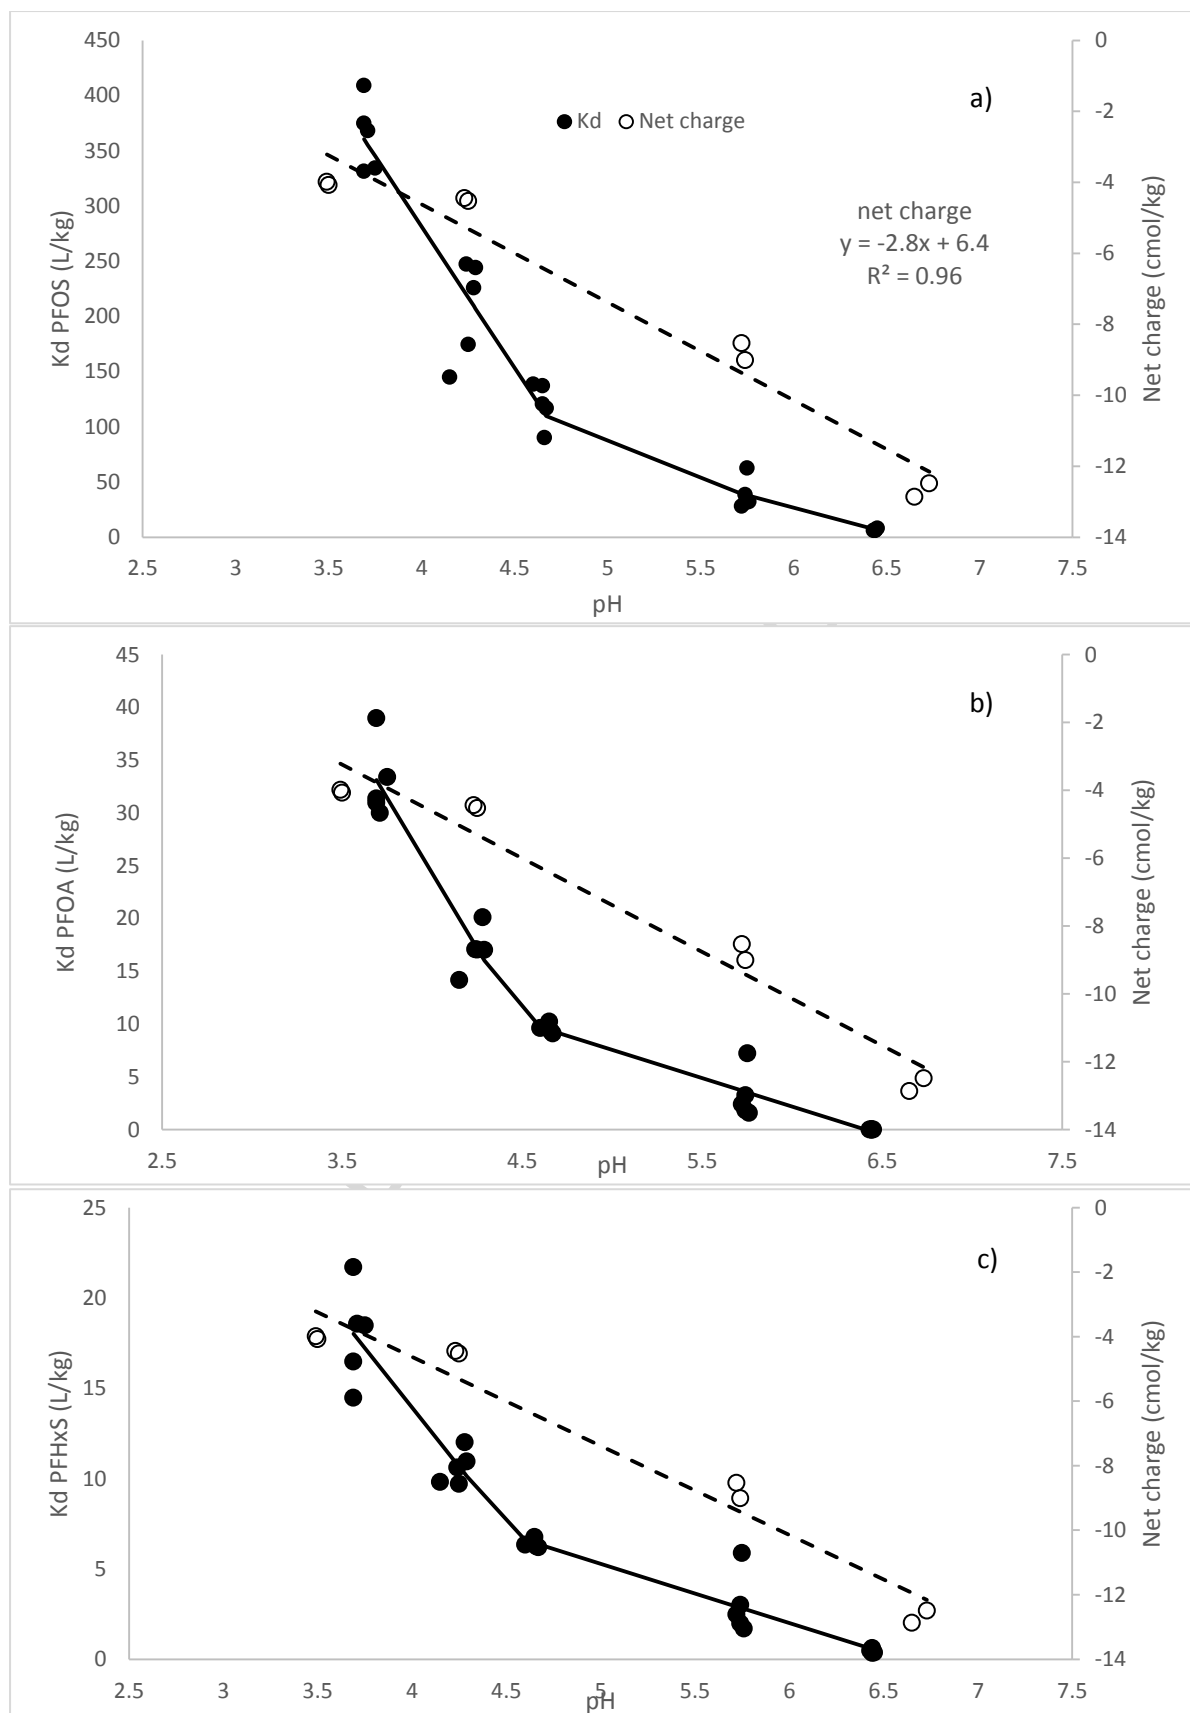 450
400
350
300
250
200
150
100
50
0
Kd PFOS (L/kg)
a)
Kd Net charge
net charge
y = -2.8x + 6.4
R² = 0.96
0
-2
-4
-6
-8
-10
-12
-14
Net charge (cmol/kg)
2.5 3 3.5 4 4.5 5 5.5 6 6.5 7 7.5
pH
45
40
35
30
25
20
15
10
5
0
Kd PFOA (L/kg)
b)
0
-2
-4
-6
-8
-10
-12
-14
Net charge (cmol/kg)
2.5 3.5 4.5 5.5 6.5 7.5
pH
25
20
15
10
5
0
Kd PFHxS (L/kg)
c)
0
-2
-4
-6
-8
-10
-12
-14
Net charge (cmol/kg)
2.5 3 3.5 4 4.5 5 5.5 6 6.5 7 7.5
pH